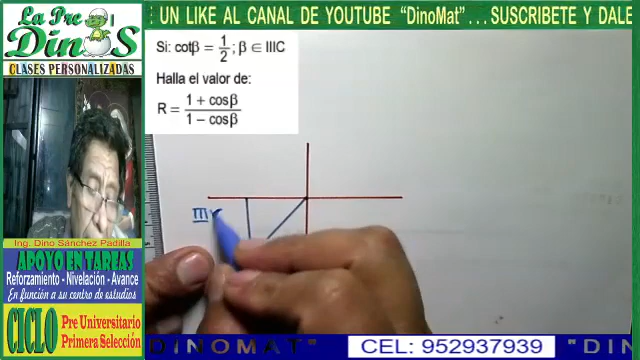 La Pre
DinoS
CLASES PERSONALIZADAS
E UN LIKE AL CANAL DE YOUTUBE “DinoMat”...SUSCRIBETE Y DALE
Si: cotβ = 1/2 ; β ∈ IIIC
Halla el valor de:
R = (1 + cosβ)/(1 − cosβ)
III
Ing. Dino Sánchez Padilla
APOYO EN TAREAS
Reforzamiento - Nivelación - Avance
En función a su centro de estudios
CICLO
Pre Universitario
Primera Selección
DINOMAT"
CEL: 952937939
"D